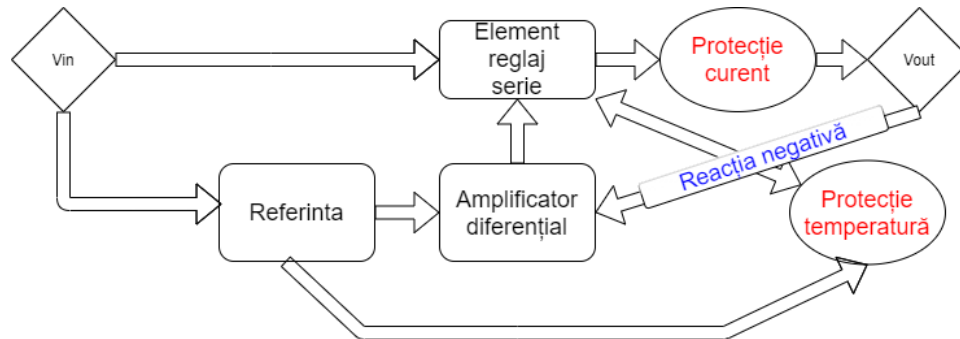 Vin
Element
reglaj
serie
Protecție
curent
Vout
Reacția negativă
Referinta
Amplificator
diferențial
Protecție
temperatură